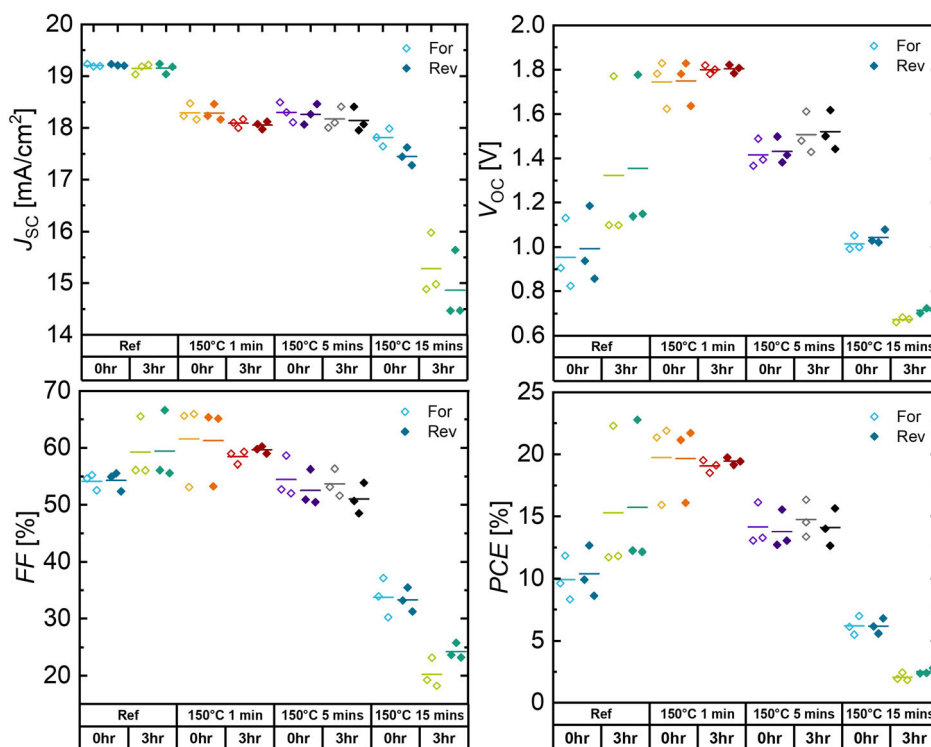 20
19
18
17
16
15
14
J_SC [mA/cm²]
For
Rev
Ref
150°C 1 min
150°C 5 mins
150°C 15 mins
0hr
3hr
0hr
3hr
0hr
3hr
0hr
3hr
2.0
1.8
1.6
1.4
1.2
1.0
0.8
0.6
V_OC [V]
For
Rev
Ref
150°C 1 min
150°C 5 mins
150°C 15 mins
0hr
3hr
0hr
3hr
0hr
3hr
0hr
3hr
70
60
50
40
30
20
FF [%]
For
Rev
Ref
150°C 1 min
150°C 5 mins
150°C 15 mins
0hr
3hr
0hr
3hr
0hr
3hr
0hr
3hr
25
20
15
10
5
0
PCE [%]
For
Rev
Ref
150°C 1 min
150°C 5 mins
150°C 15 mins
0hr
3hr
0hr
3hr
0hr
3hr
0hr
3hr